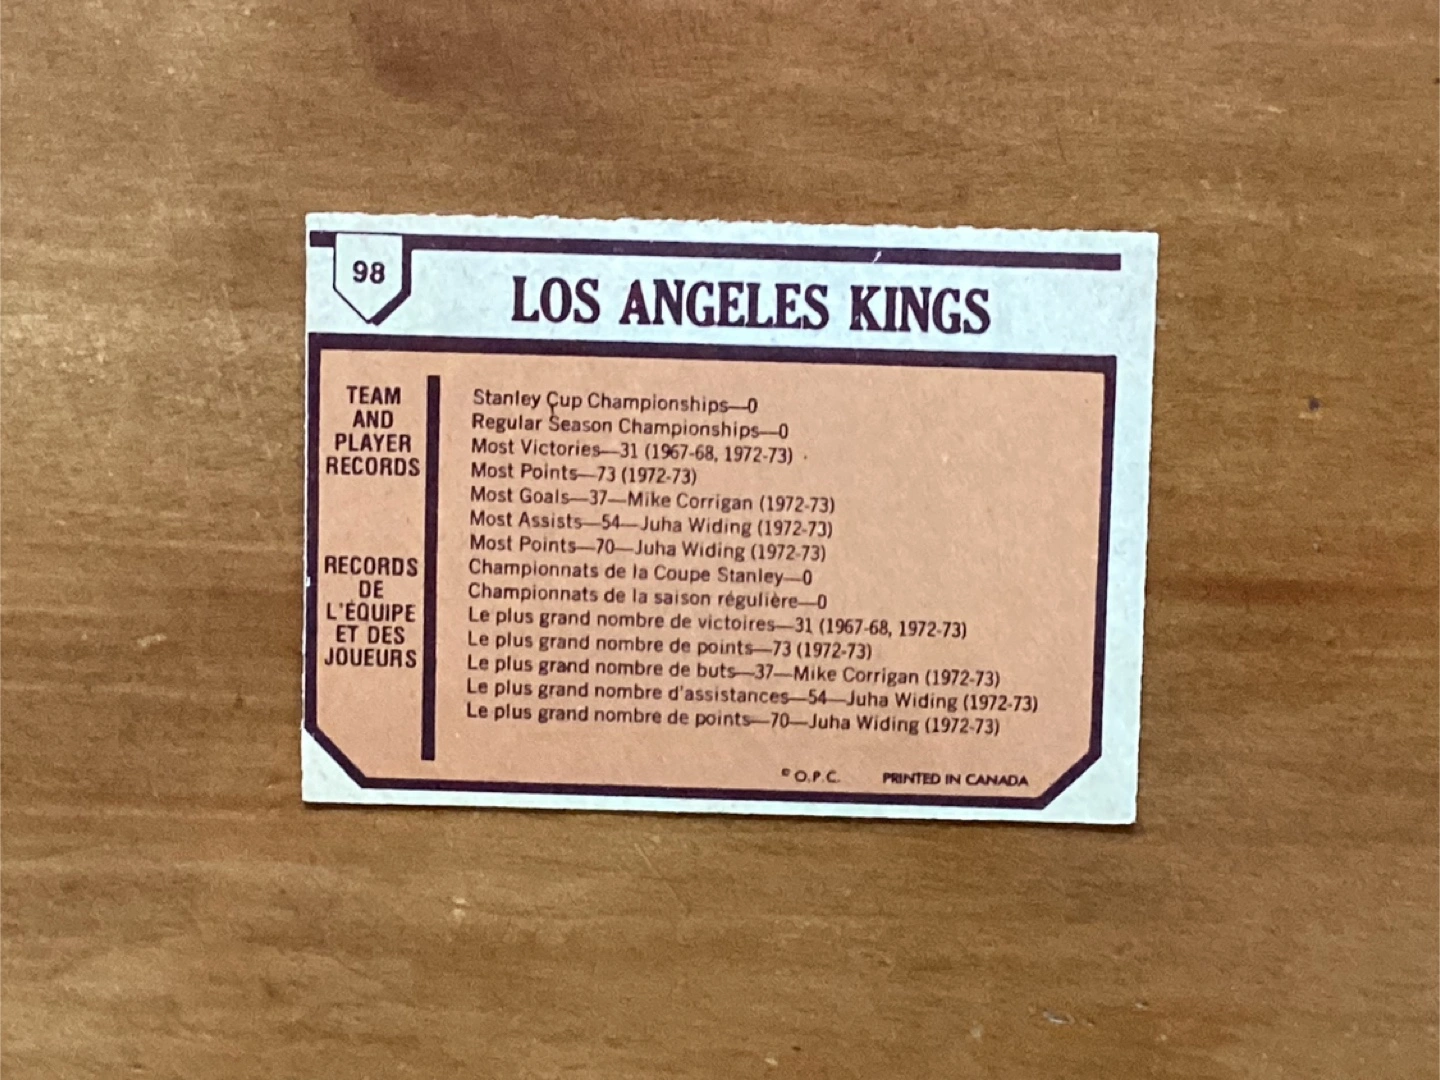 98
LOS ANGELES KINGS
TEAM
AND
PLAYER
RECORDS
Stanley Cup Championships—0
Regular Season Championships—0
Most Victories—31 (1967-68, 1972-73)
Most Points—73 (1972-73)
Most Goals—37—Mike Corrigan (1972-73)
Most Assists—54—Juha Widing (1972-73)
Most Points—70—Juha Widing (1972-73)
RECORDS
DE
L'ÉQUIPE
ET DES
JOUEURS
Championnats de la Coupe Stanley—0
Championnats de la saison régulière—0
Le plus grand nombre de victoires—31 (1967-68, 1972-73)
Le plus grand nombre de points—73 (1972-73)
Le plus grand nombre de buts—37—Mike Corrigan (1972-73)
Le plus grand nombre d'assistances—54—Juha Widing (1972-73)
Le plus grand nombre de points—70—Juha Widing (1972-73)
© O.P.C. PRINTED IN CANADA